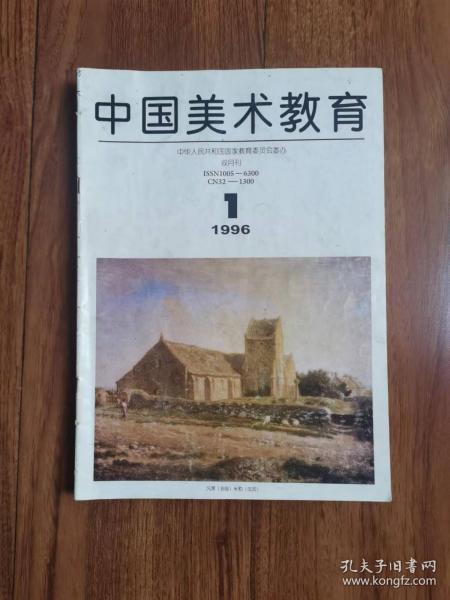 中国美术教育
中华人民共和国国家教育委员会委办
双月刊
ISSN1005—6300
CN32—1300
1
1996
孔夫子旧书网
www.kongfz.com